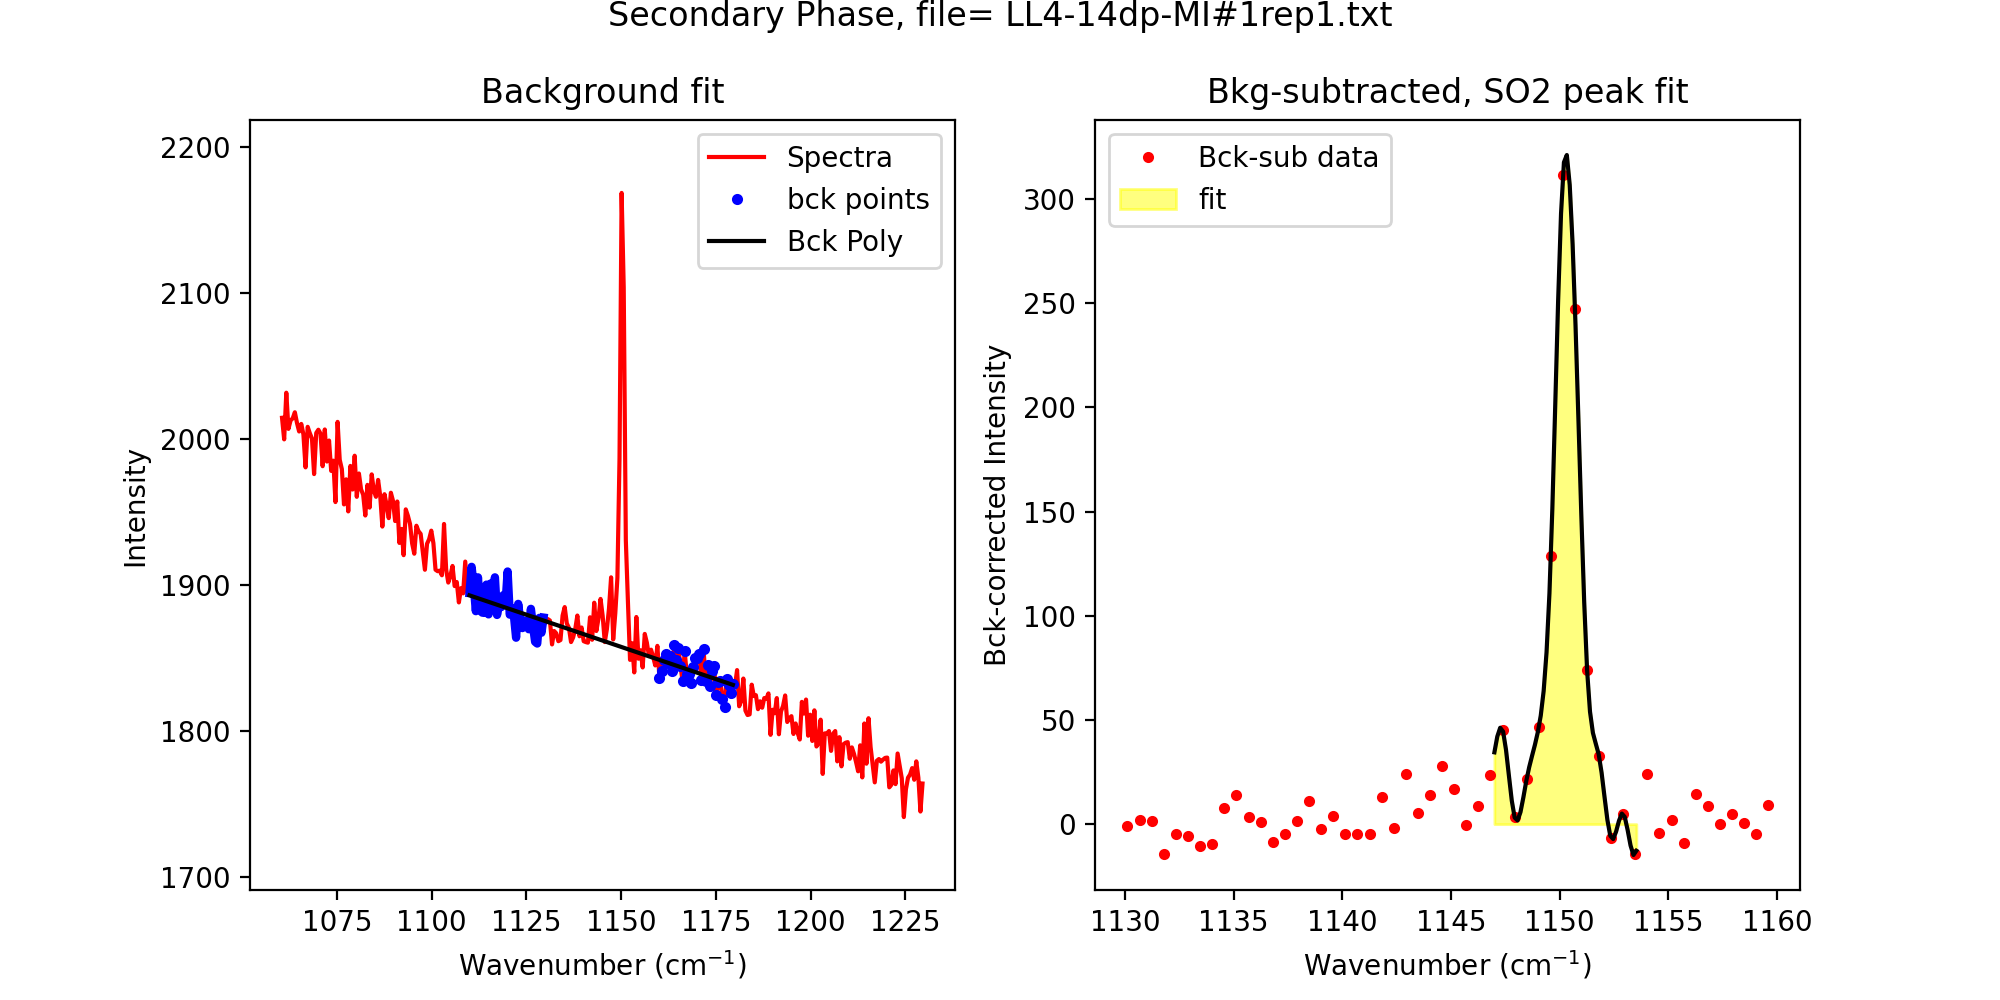 Secondary Phase, file= LL4-14dp-MI#1rep1.txt
Background fit
Spectra
bck points
Bck Poly
Intensity
2200
2100
2000
1900
1800
1700
1075 1100 1125 1150 1175 1200 1225
Wavenumber (cm⁻¹)
Bkg-subtracted, SO2 peak fit
Bck-sub data
fit
Bck-corrected Intensity
300
250
200
150
100
50
0
1130 1135 1140 1145 1150 1155 1160
Wavenumber (cm⁻¹)